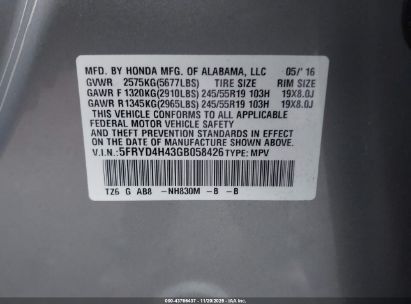 MFD. BY HONDA MFG. OF ALABAMA, LLC 05/'16
GVWR 2575KG(5677LBS) TIRE SIZE RIM SIZE
GAWR F 1320KG(2910LBS) 245/55R19 103H 19X8.0J
GAWR R 1345KG(2965LBS) 245/55R19 103H 19X8.0J
THIS VEHICLE CONFORMS TO ALL APPLICABLE
FEDERAL MOTOR VEHICLE SAFETY AND
THEFT PREVENTION STANDARDS IN EFFECT ON
THE DATE OF MANUFACTURE SHOWN ABOVE.
V.I.N.: 5FRYD4H43GB058426 TYPE: MPV
TZ6 G AB8 -NH830M -B -B